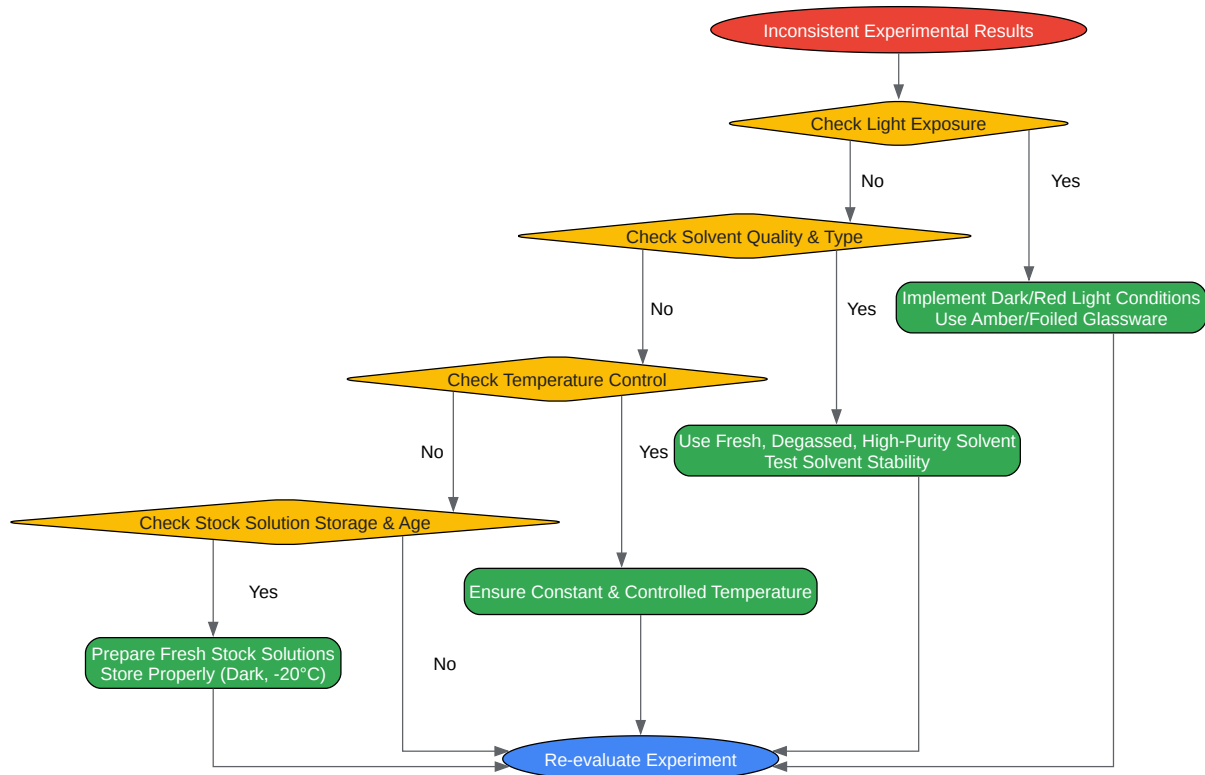 Inconsistent Experimental Results
Check Light Exposure
No
Yes
Check Solvent Quality & Type
Implement Dark/Red Light Conditions
Use Amber/Foiled Glassware
No
Yes
Check Temperature Control
Use Fresh, Degassed, High-Purity Solvent
Test Solvent Stability
No
Yes
Check Stock Solution Storage & Age
Ensure Constant & Controlled Temperature
Yes
Prepare Fresh Stock Solutions
Store Properly (Dark, -20°C)
No
Re-evaluate Experiment